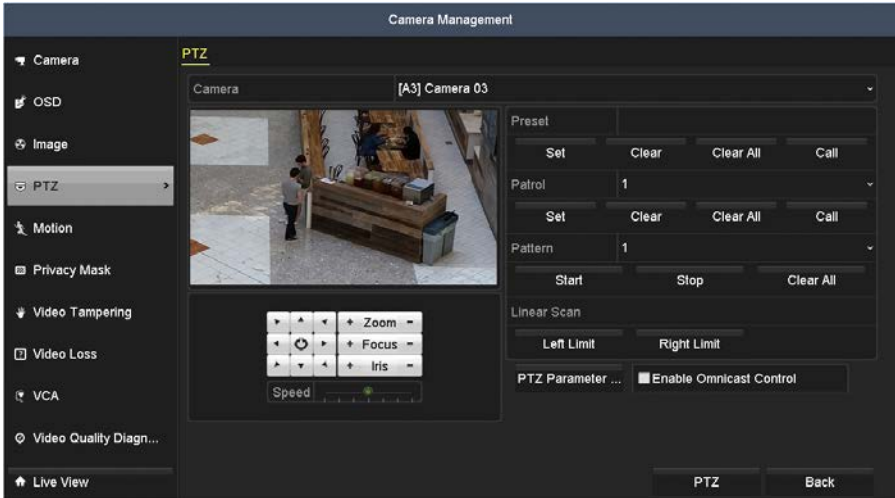 Camera Management
Camera
OSD
Image
PTZ
Motion
Privacy Mask
Video Tampering
Video Loss
VCA
Video Quality Diagn...
Live View
PTZ
Camera [A3] Camera 03
Preset
Set Clear Clear All Call
Patrol 1
Set Clear Clear All Call
Pattern 1
Start Stop Clear All
Linear Scan
Left Limit Right Limit
PTZ Parameter ... Enable Omnicast Control
+ Zoom -
+ Focus -
+ Iris -
Speed
PTZ Back